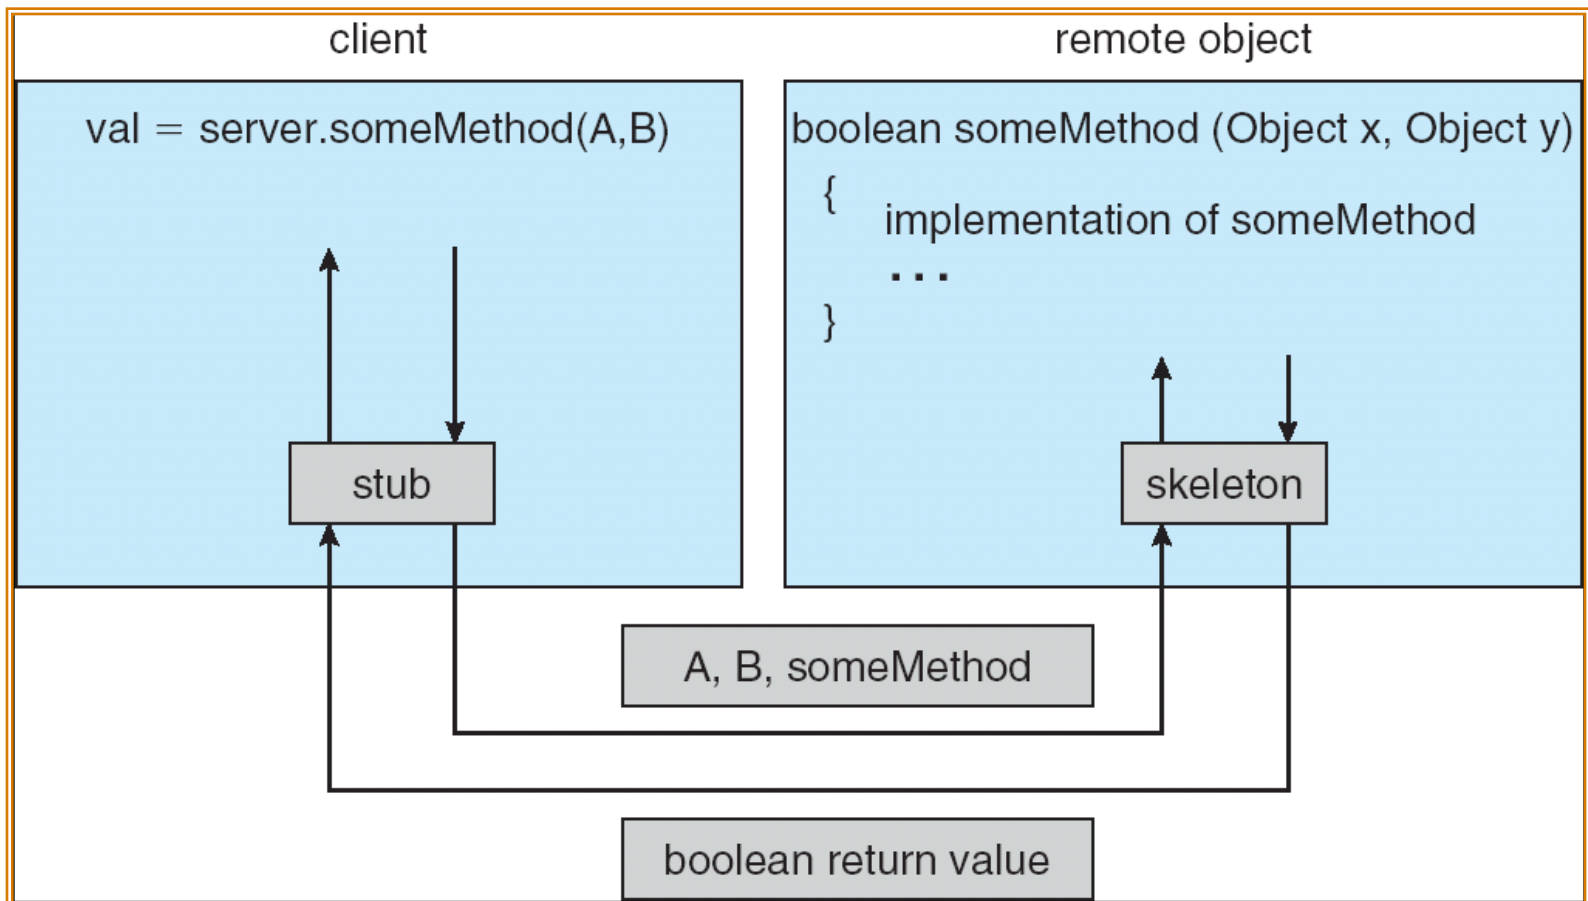 client
val = server.someMethod(A,B)
stub
remote object
boolean someMethod (Object x, Object y)
{
implementation of someMethod
...
}
skeleton
A, B, someMethod
boolean return value